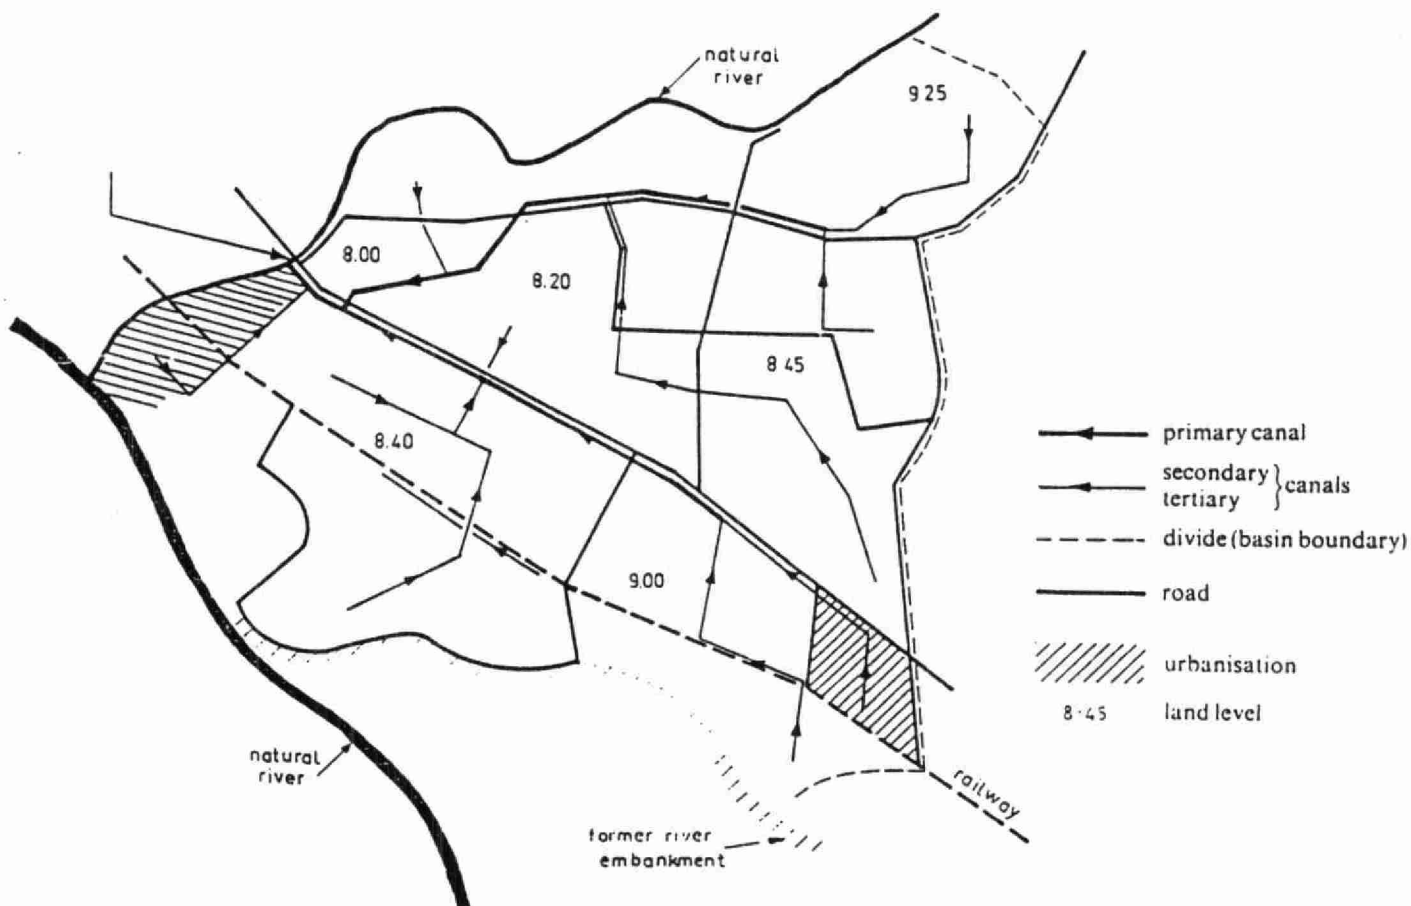 natural
river
9 25
8.00
8.20
8 45
8.40
9.00
primary canal
secondary
tertiary
}canals
divide (basin boundary)
road
urbanisation
8·45
land level
natural
river
railway
former river
embankment